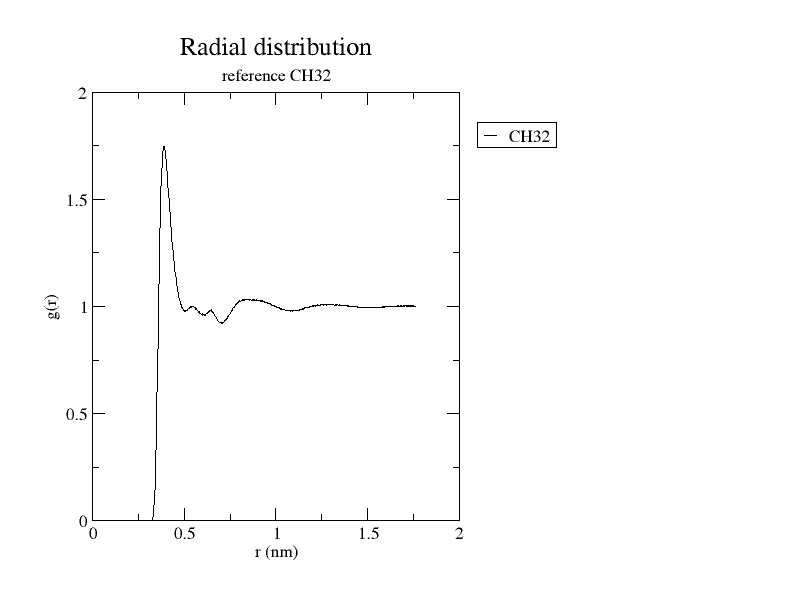 Radial distribution
reference CH32
2
1.5
1
0.5
0
g(r)
0 0.5 1 1.5 2
r (nm)
CH32